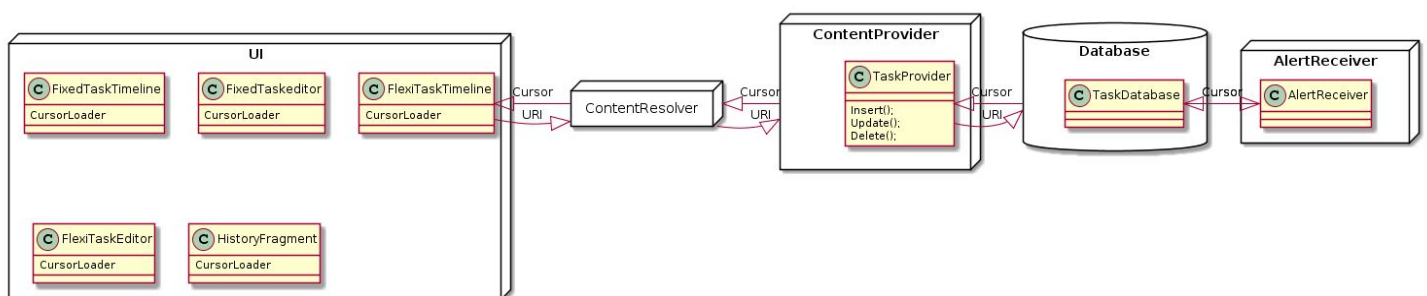 UI
C FixedTaskTimeline
CursorLoader
C FixedTaskeditor
CursorLoader
C FlexiTaskTimeline
CursorLoader
C FlexiTaskEditor
CursorLoader
C HistoryFragment
CursorLoader
Cursor
URI
ContentResolver
Cursor
URI
ContentProvider
C TaskProvider
Insert();
Update();
Delete();
Cursor
URI
Database
C TaskDatabase
Cursor
AlertReceiver
C AlertReceiver